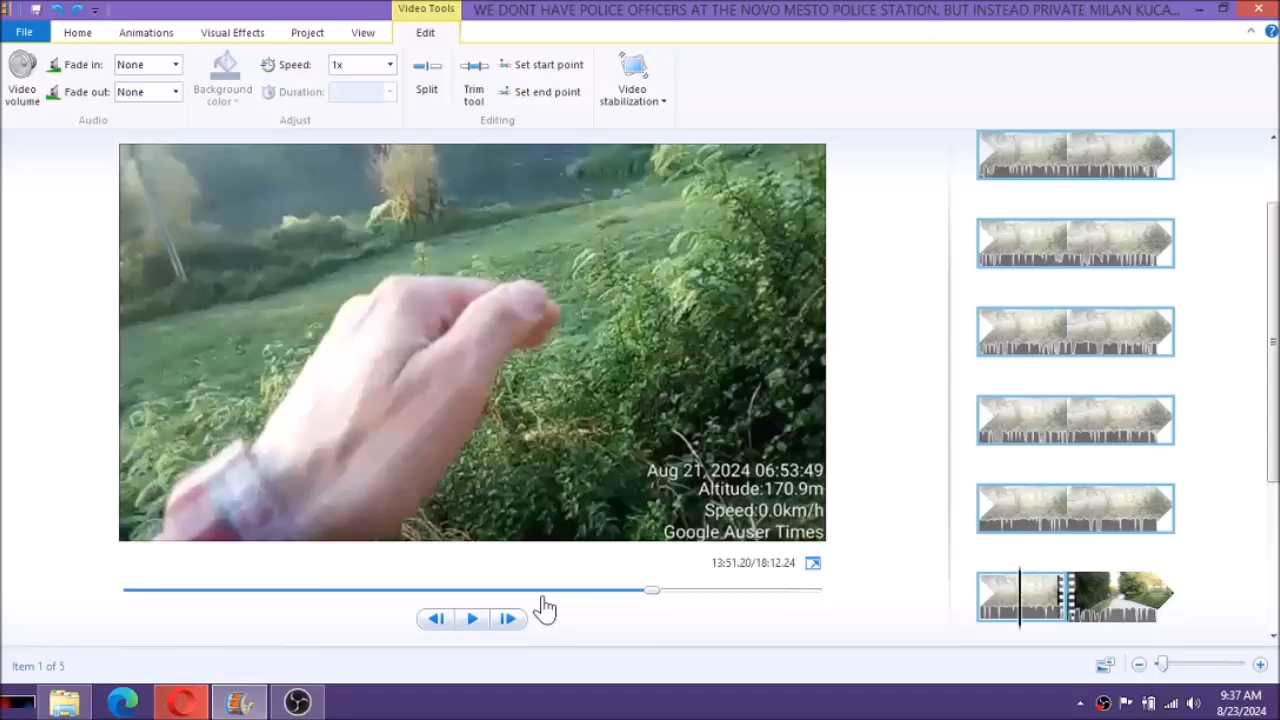 Video Tools
WE DONT HAVE POLICE OFFICERS AT THE NOVO MESTO POLICE STATION, BUT INSTEAD PRIVATE MILAN KUCA...
File
Home
Animations
Visual Effects
Project
View
Edit
Video volume
Fade in:
None
Fade out:
None
Audio
Background color
Speed:
1x
Duration:
Adjust
Split
Trim tool
Set start point
Set end point
Editing
Video stabilization
Aug 21, 2024 06:53:49
Altitude:170.9m
Speed:0.0km/h
Google Auser Times
13:51.20/18:12.24
Item 1 of 5
9:37 AM
8/23/2024